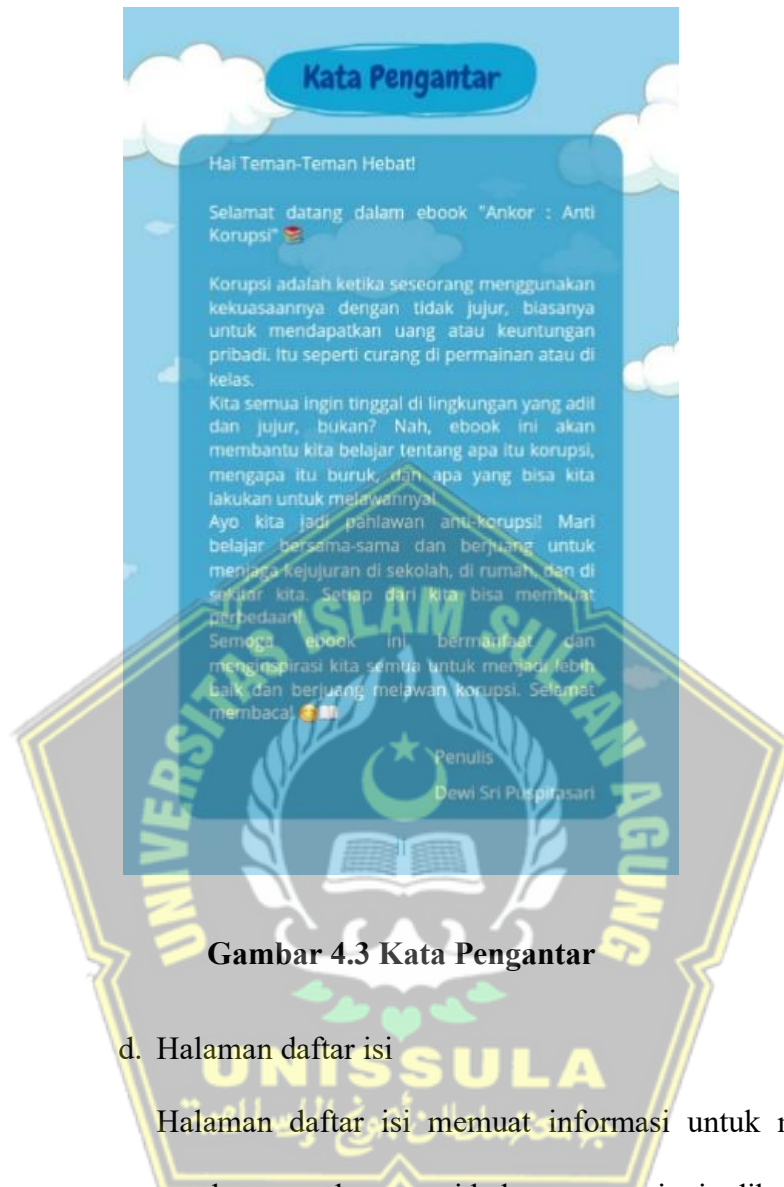 Kata Pengantar
Hai Teman-Teman Hebat!
Selamat datang dalam ebook "Ankor : Anti
Korupsi" 📚
Korupsi adalah ketika seseorang menggunakan
kekuasaannya dengan tidak jujur, biasanya
untuk mendapatkan uang atau keuntungan
pribadi. Itu seperti curang di permainan atau di
kelas.
Kita semua ingin tinggal di lingkungan yang adil
dan jujur, bukan? Nah, ebook ini akan
membantu kita belajar tentang apa itu korupsi,
mengapa itu buruk, dan apa yang bisa kita
lakukan untuk melawannya!
Ayo kita jadi pahlawan anti-korupsi! Mari
belajar bersama-sama dan berjuang untuk
menjaga kejujuran di sekolah, di rumah, dan di
sekitar kita. Setiap dari kita bisa membuat
perbedaan!
Semoga ebook ini bermanfaat dan
menginspirasi kita semua untuk menjadi lebih
baik dan berjuang melawan korupsi. Selamat
membaca!
Penulis
Dewi Sri Puspitasari
UNIVERSITAS ISLAM SULTAN AGUNG
Gambar 4.3 Kata Pengantar
d. Halaman daftar isi
UNISSULA
جامعة سلطان أجونج الإسلامية
Halaman daftar isi memuat informasi untuk